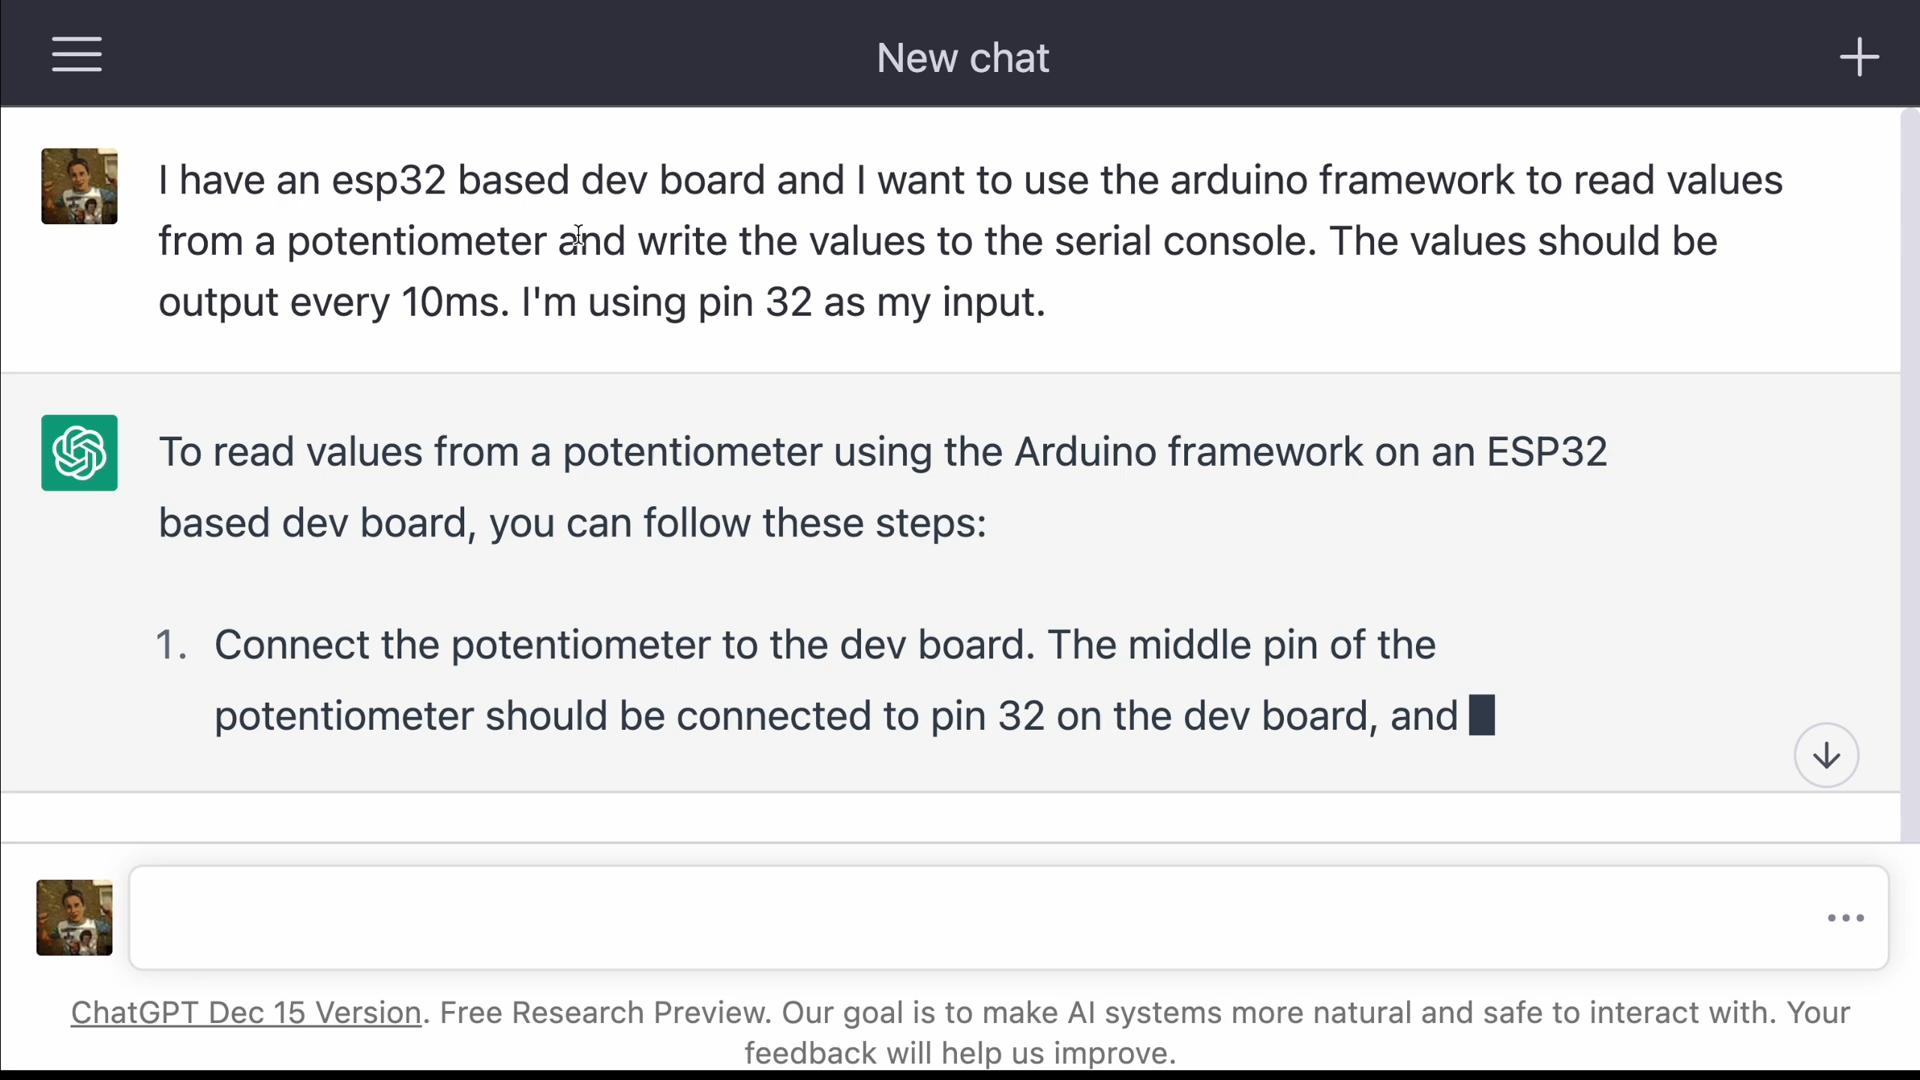 New chat
I have an esp32 based dev board and I want to use the arduino framework to read values
from a potentiometer and write the values to the serial console. The values should be
output every 10ms. I'm using pin 32 as my input.
To read values from a potentiometer using the Arduino framework on an ESP32
based dev board, you can follow these steps:
1. Connect the potentiometer to the dev board. The middle pin of the
potentiometer should be connected to pin 32 on the dev board, and
ChatGPT Dec 15 Version. Free Research Preview. Our goal is to make AI systems more natural and safe to interact with. Your
feedback will help us improve.